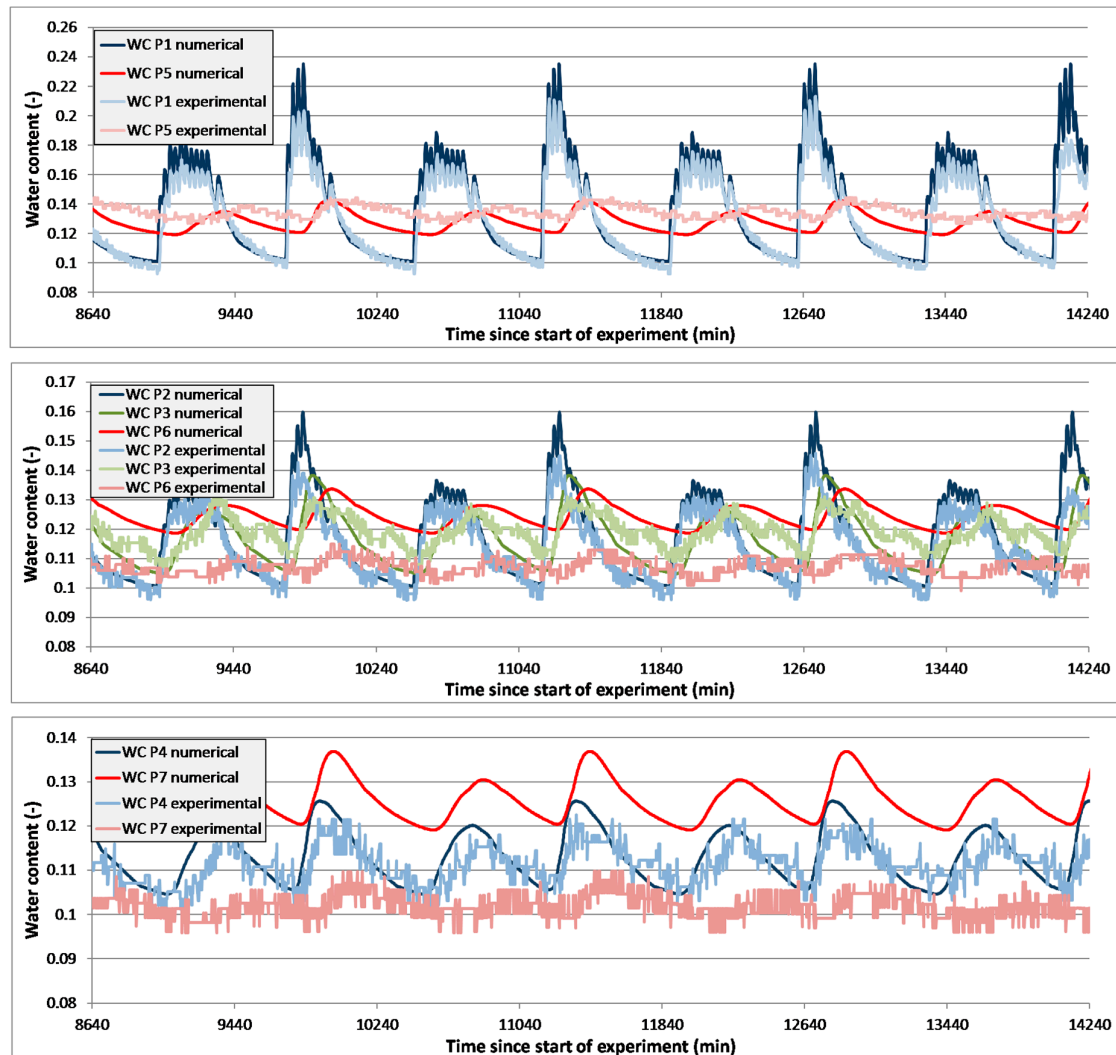 0.26
0.24
0.22
0.2
0.18
0.16
0.14
0.12
0.1
0.08
Water content (-)
WC P1 numerical
WC P5 numerical
WC P1 experimental
WC P5 experimental
8640 9440 10240 11040 11840 12640 13440 14240
Time since start of experiment (min)
0.17
0.16
0.15
0.14
0.13
0.12
0.11
0.1
0.09
0.08
Water content (-)
WC P2 numerical
WC P3 numerical
WC P6 numerical
WC P2 experimental
WC P3 experimental
WC P6 experimental
8640 9440 10240 11040 11840 12640 13440 14240
Time since start of experiment (min)
0.14
0.13
0.12
0.11
0.1
0.09
0.08
Water content (-)
WC P4 numerical
WC P7 numerical
WC P4 experimental
WC P7 experimental
8640 9440 10240 11040 11840 12640 13440 14240
Time since start of experiment (min)